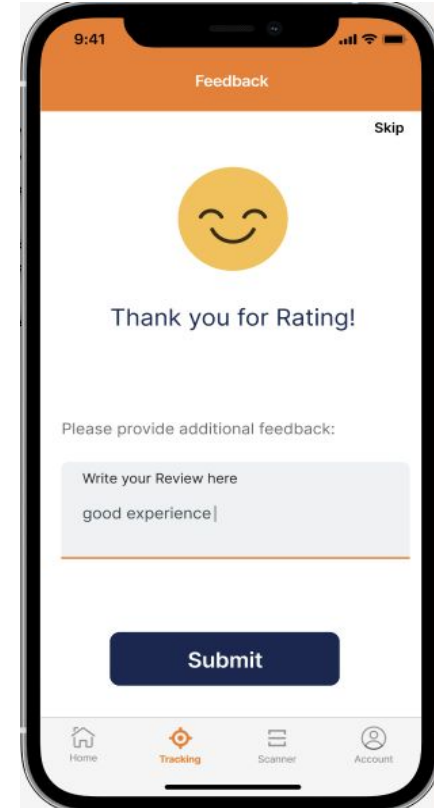 9:41
Feedback
Skip
Thank you for Rating!
Please provide additional feedback:
Write your Review here
good experience
Submit
Home Tracking Scanner Account